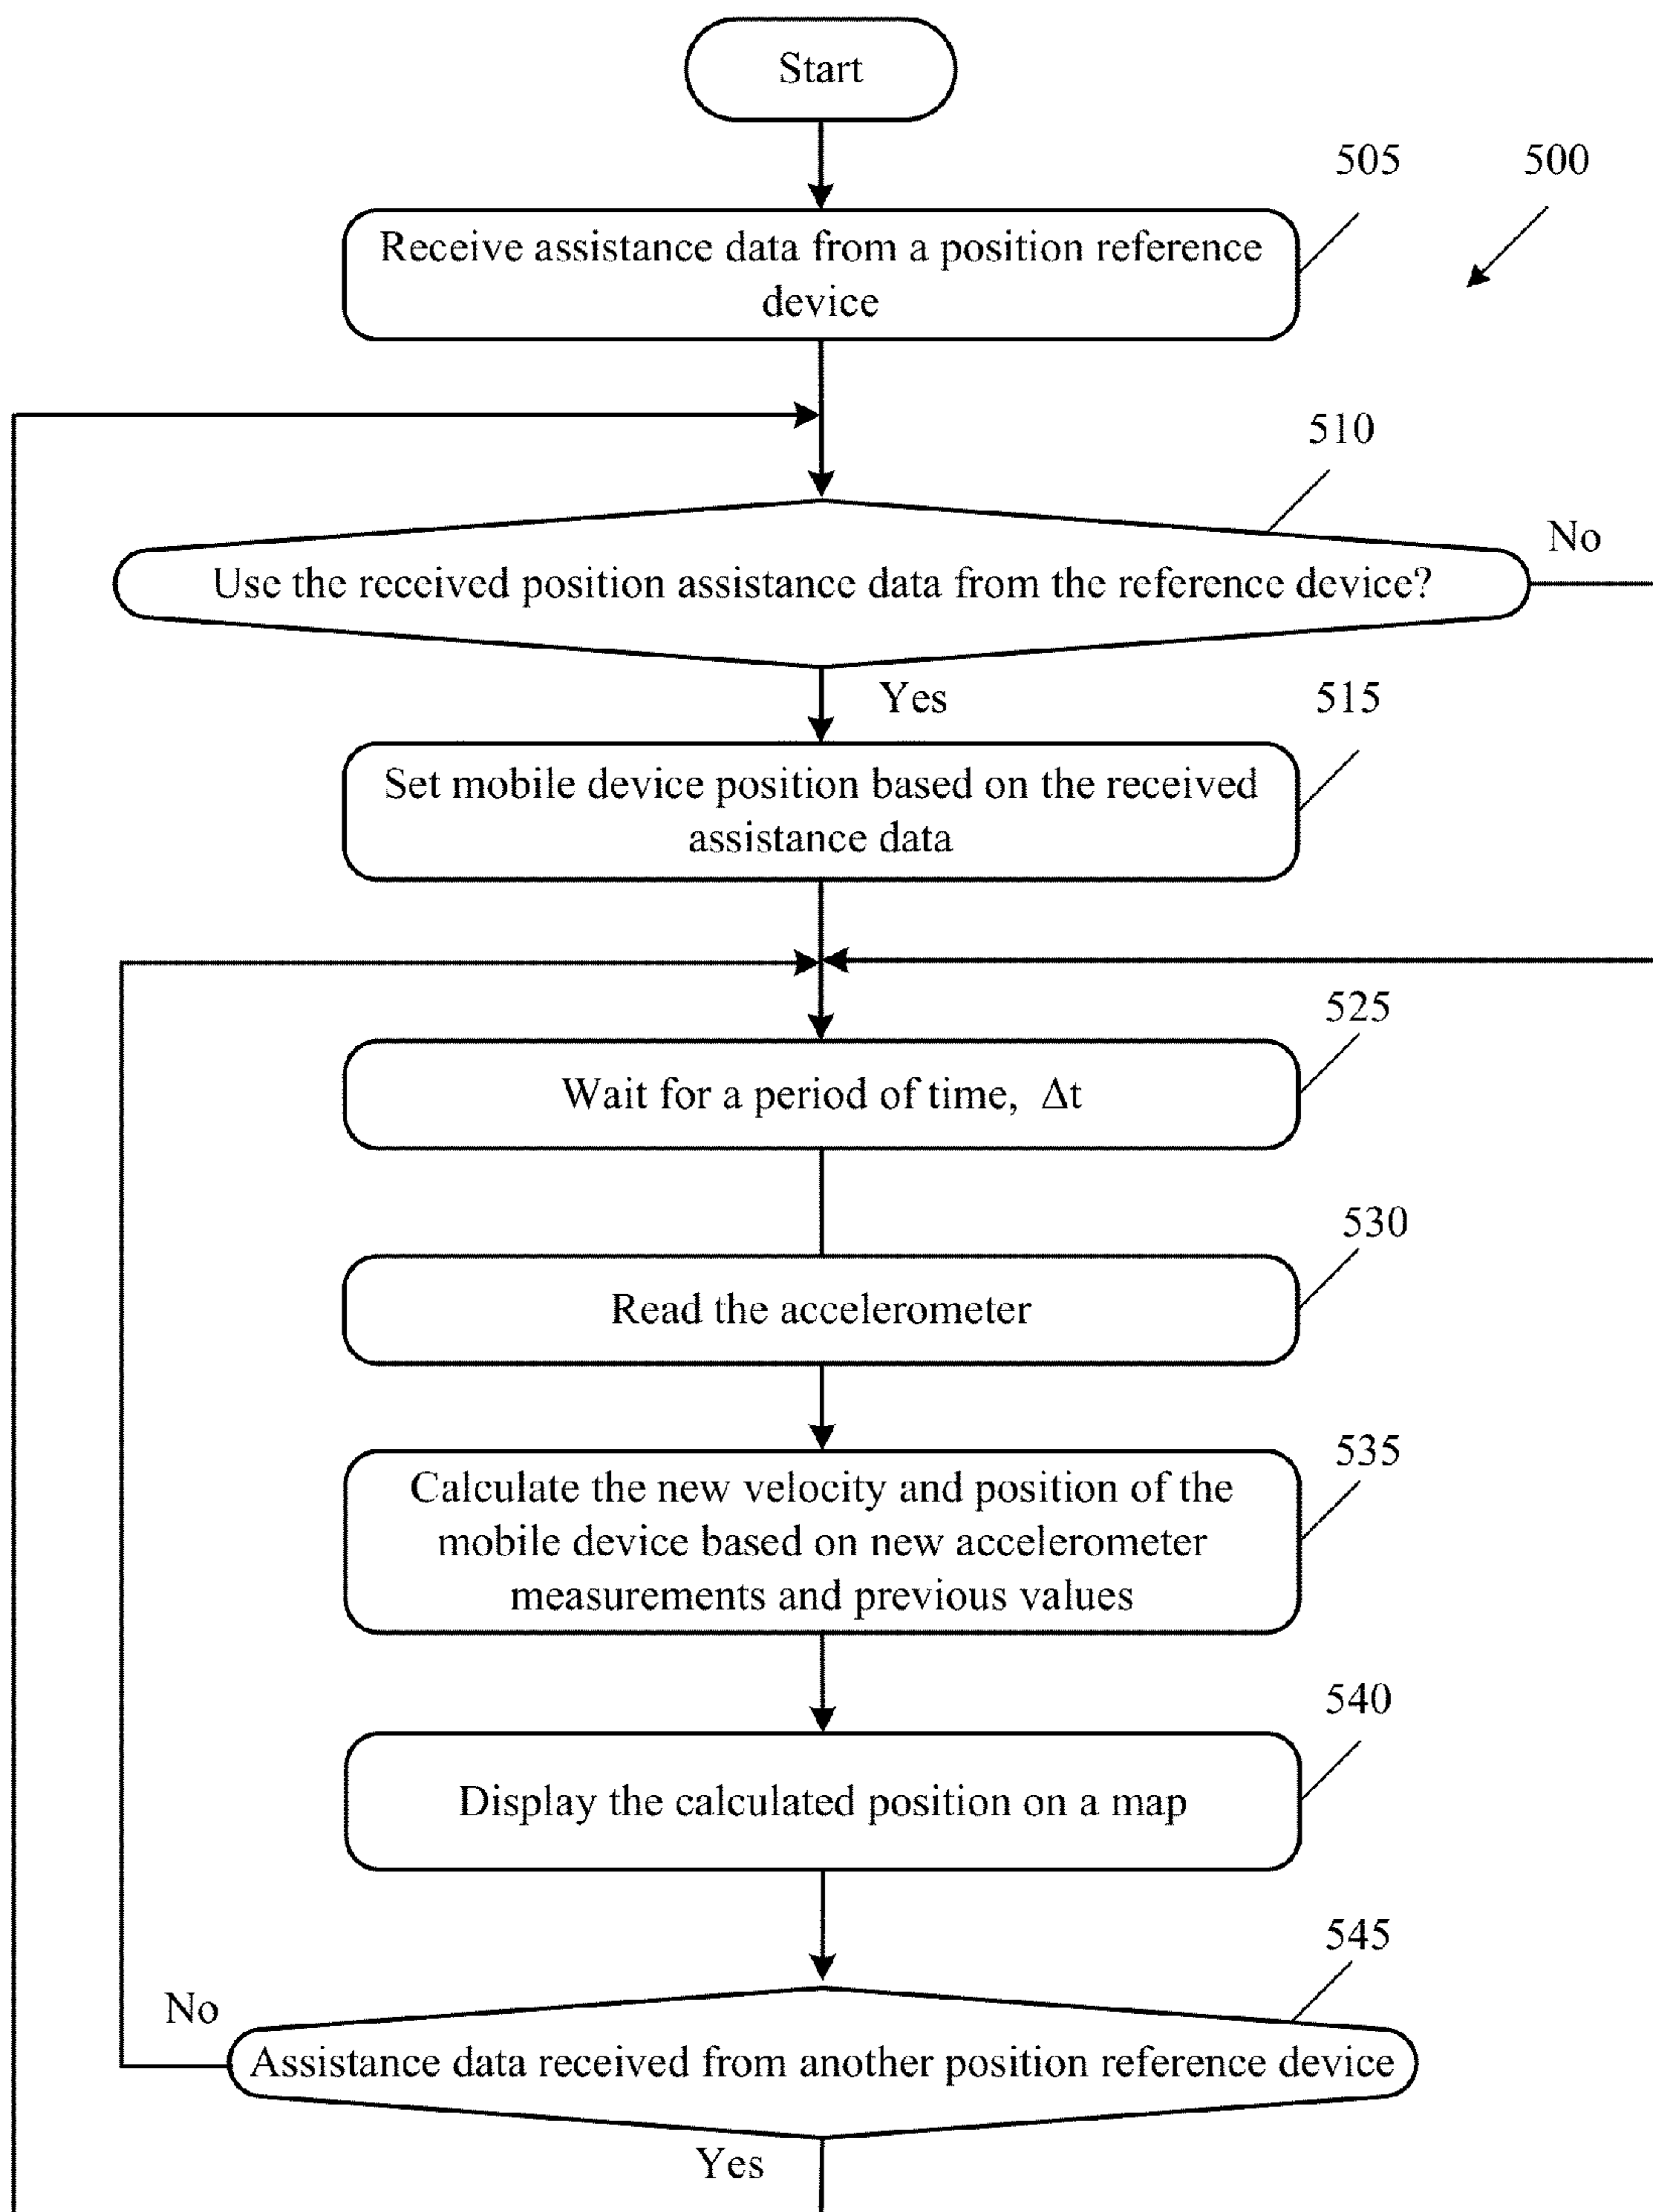 Start
505
500
Receive assistance data from a position reference
device
510
No
Use the received position assistance data from the reference device?
Yes
515
Set mobile device position based on the received
assistance data
525
Wait for a period of time, Δt
530
Read the accelerometer
535
Calculate the new velocity and position of the
mobile device based on new accelerometer
measurements and previous values
540
Display the calculated position on a map
545
No
Assistance data received from another position reference device
Yes